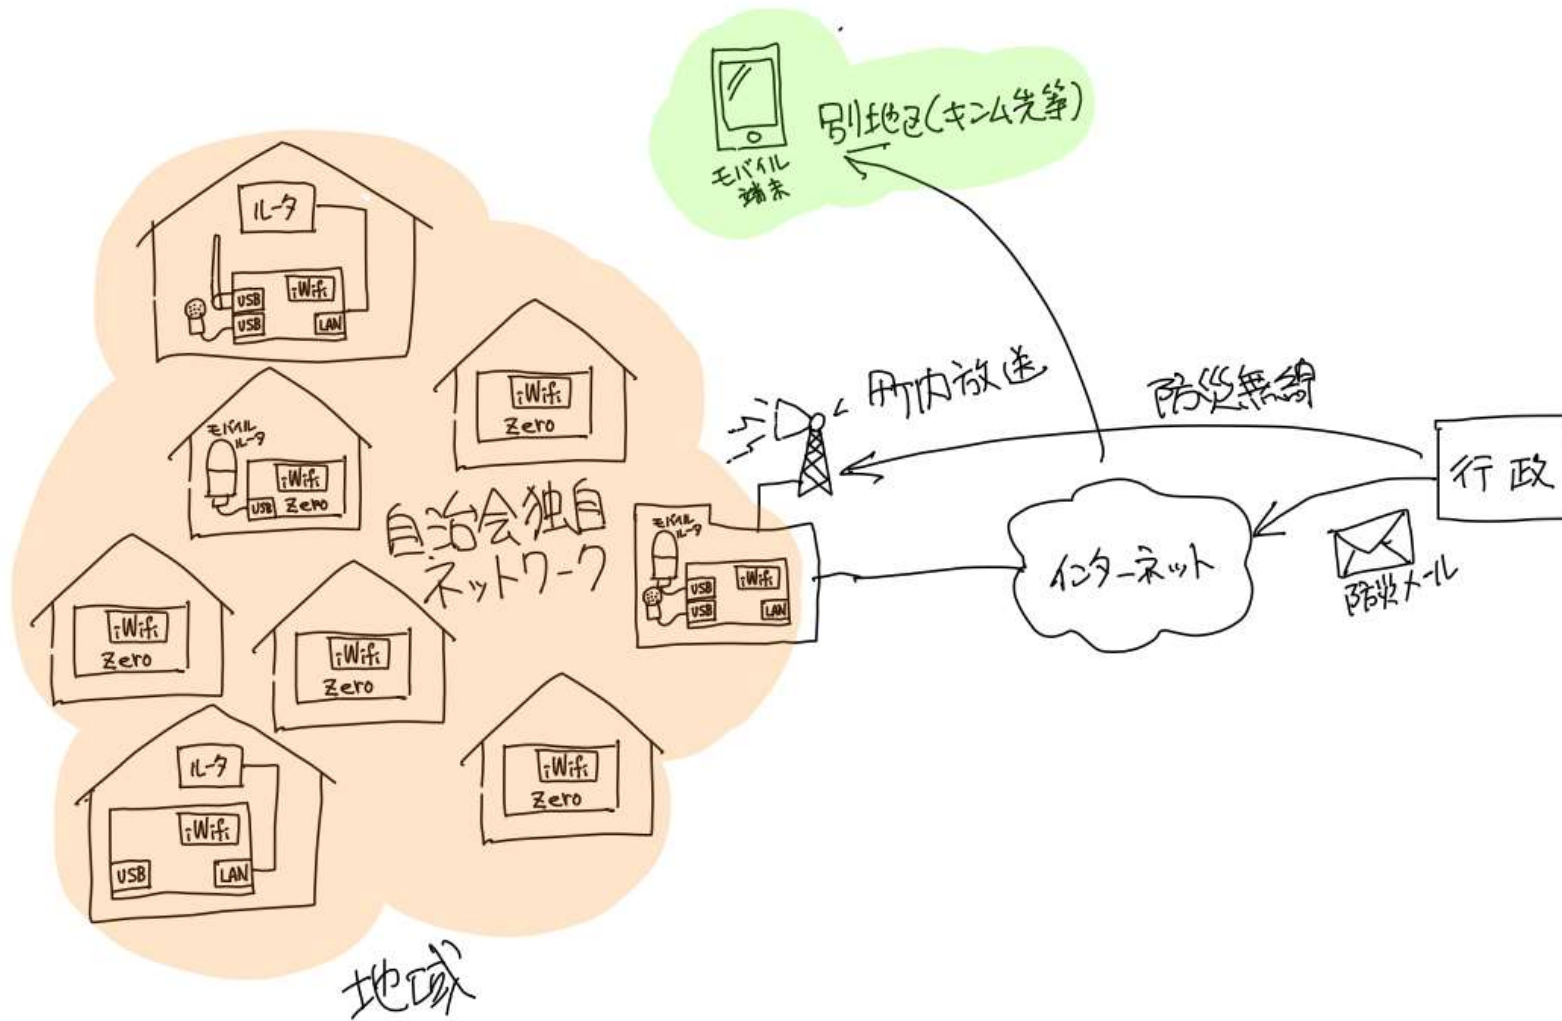 別地区(キンム先等)
モバイル
端末
ルータ
iWifi
USB
USB
LAN
iWifi
Zero
モバイル
ルータ
iWifi
USB
Zero
町内放送
防災無線
行政
自治会独自
ネットワーク
モバイル
ルータ
iWifi
USB
USB
LAN
インターネット
防災メール
iWifi
Zero
iWifi
Zero
ルータ
iWifi
USB
LAN
iWifi
Zero
地域